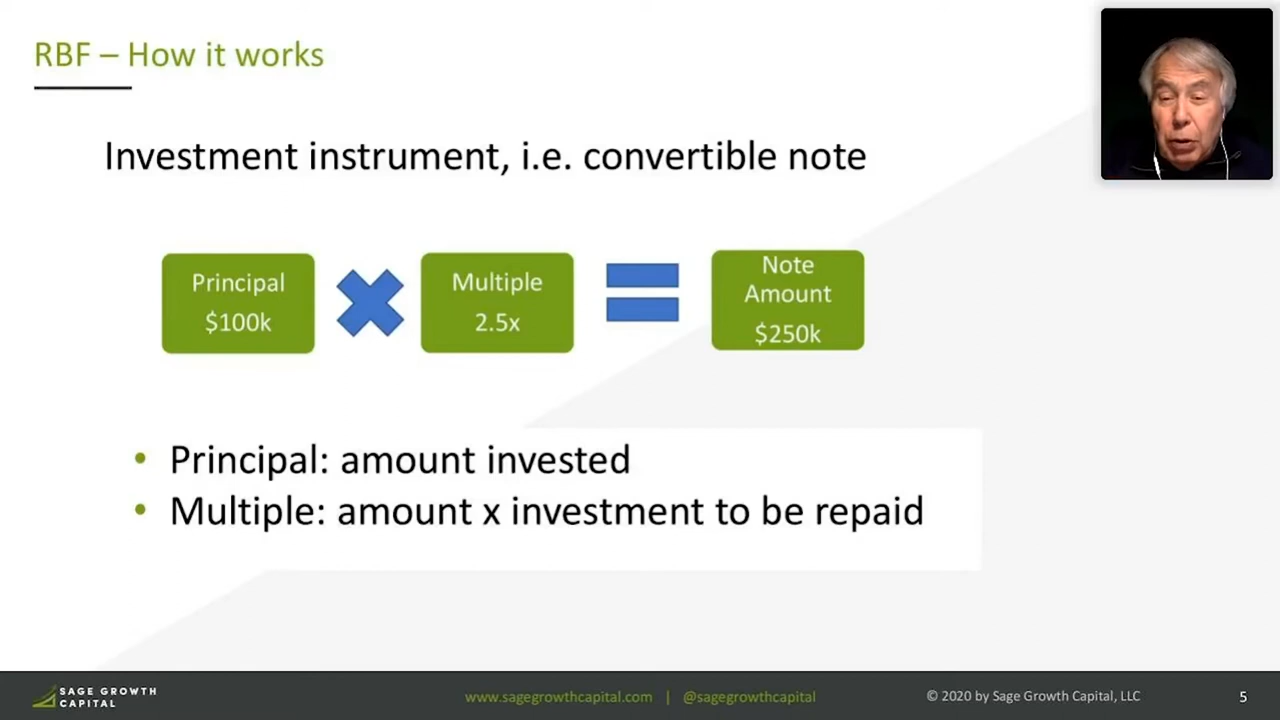 RBF – How it works
Investment instrument, i.e. convertible note
Principal
$100k
Multiple
2.5x
Note
Amount
$250k
• Principal: amount invested
• Multiple: amount x investment to be repaid
SAGE GROWTH
CAPITAL
www.sagegrowthcapital.com | @sagegrowthcapital
© 2020 by Sage Growth Capital, LLC
5